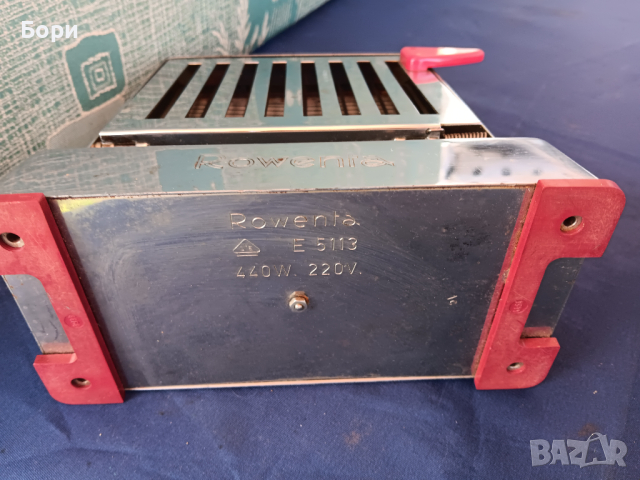 Бори
Rowenta
Rowenta
E 5113
440W. 220V.
BAZAR